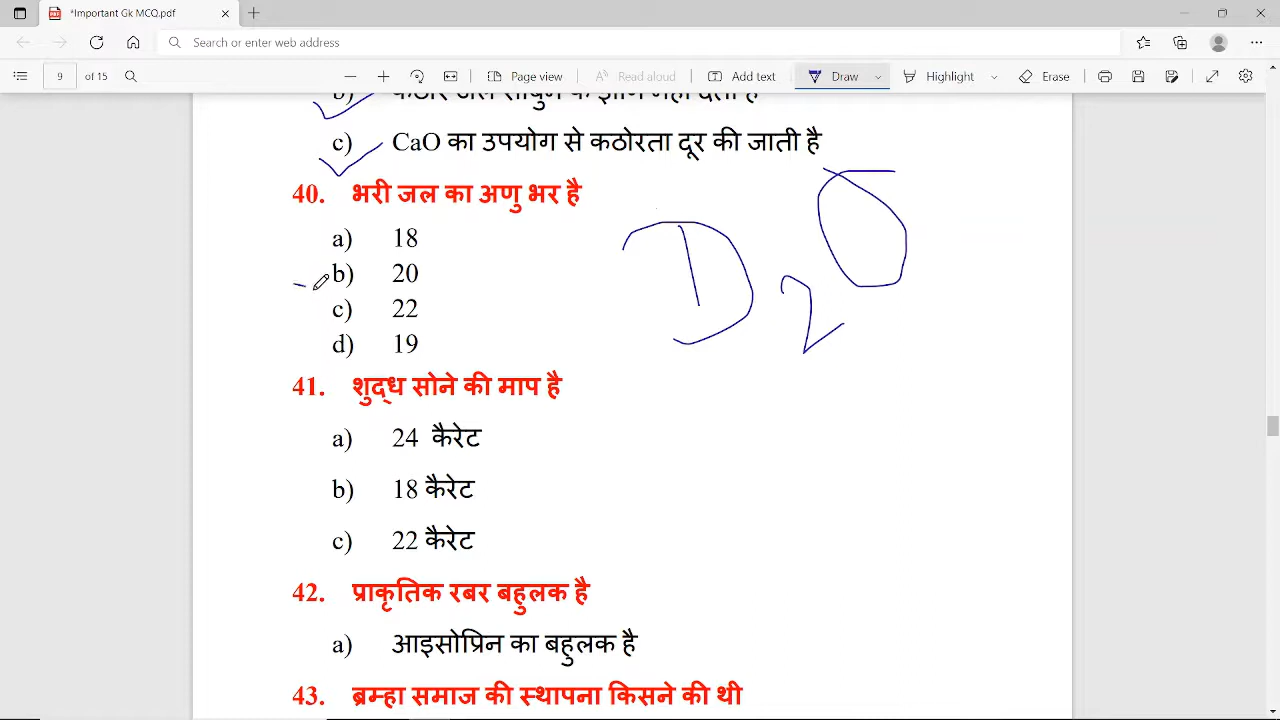 *Important Gk MCQ.pdf
Search or enter web address
9 of 15 Page view Read aloud Add text Draw Highlight Erase
c) CaO का उपयोग से कठोरता दूर की जाती है
40. भरी जल का अणु भर है
a) 18
b) 20
c) 22
d) 19
D2O
41. शुद्ध सोने की माप है
a) 24 कैरेट
b) 18 कैरेट
c) 22 कैरेट
42. प्राकृतिक रबर बहुलक है
a) आइसोप्रिन का बहुलक है
43. ब्रम्हा समाज की स्थापना किसने की थी